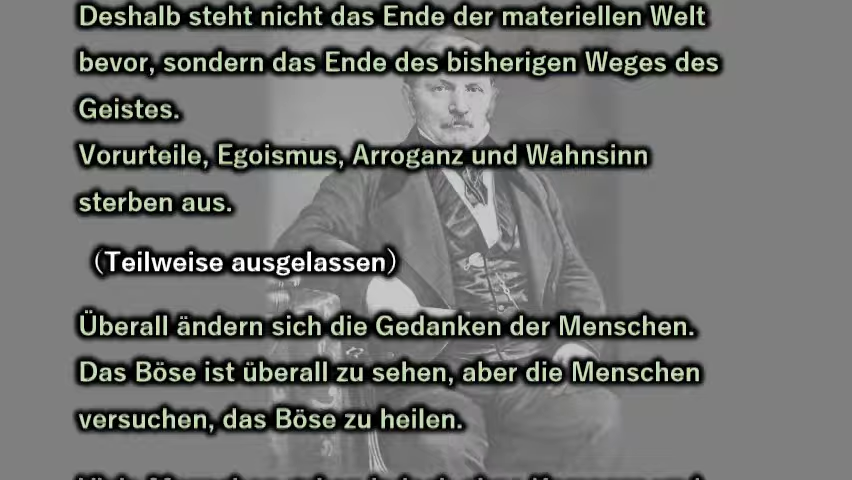 Deshalb steht nicht das Ende der materiellen Welt
bevor, sondern das Ende des bisherigen Weges des
Geistes.
Vorurteile, Egoismus, Arroganz und Wahnsinn
sterben aus.
（Teilweise ausgelassen）
Überall ändern sich die Gedanken der Menschen.
Das Böse ist überall zu sehen, aber die Menschen
versuchen, das Böse zu heilen.